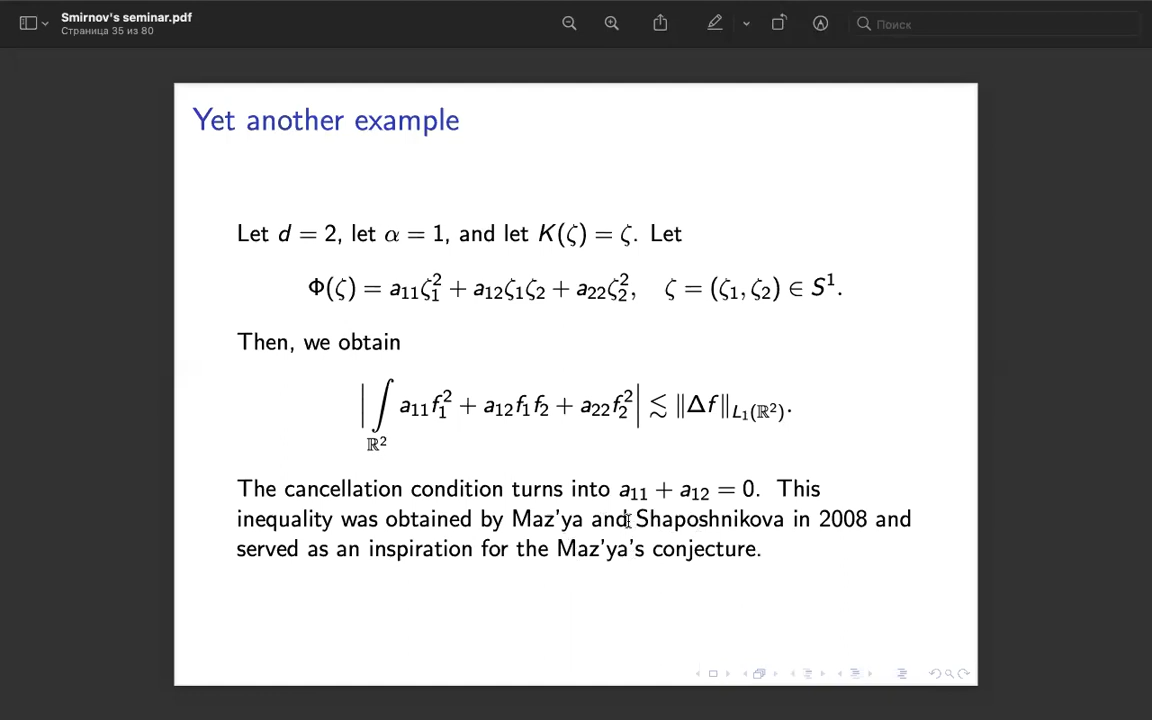 Smirnov's seminar.pdf
Страница 35 из 80
Поиск
Yet another example
Let d = 2, let α = 1, and let K(ζ) = ζ. Let
Φ(ζ) = a₁₁ζ₁² + a₁₂ζ₁ζ₂ + a₂₂ζ₂², ζ = (ζ₁, ζ₂) ∈ S¹.
Then, we obtain
|∫_ℝ² a₁₁f₁² + a₁₂f₁f₂ + a₂₂f₂²| ≲ ‖Δf‖_L₁(ℝ²).
The cancellation condition turns into a₁₁ + a₁₂ = 0. This
inequality was obtained by Maz'ya and Shaposhnikova in 2008 and
served as an inspiration for the Maz'ya's conjecture.